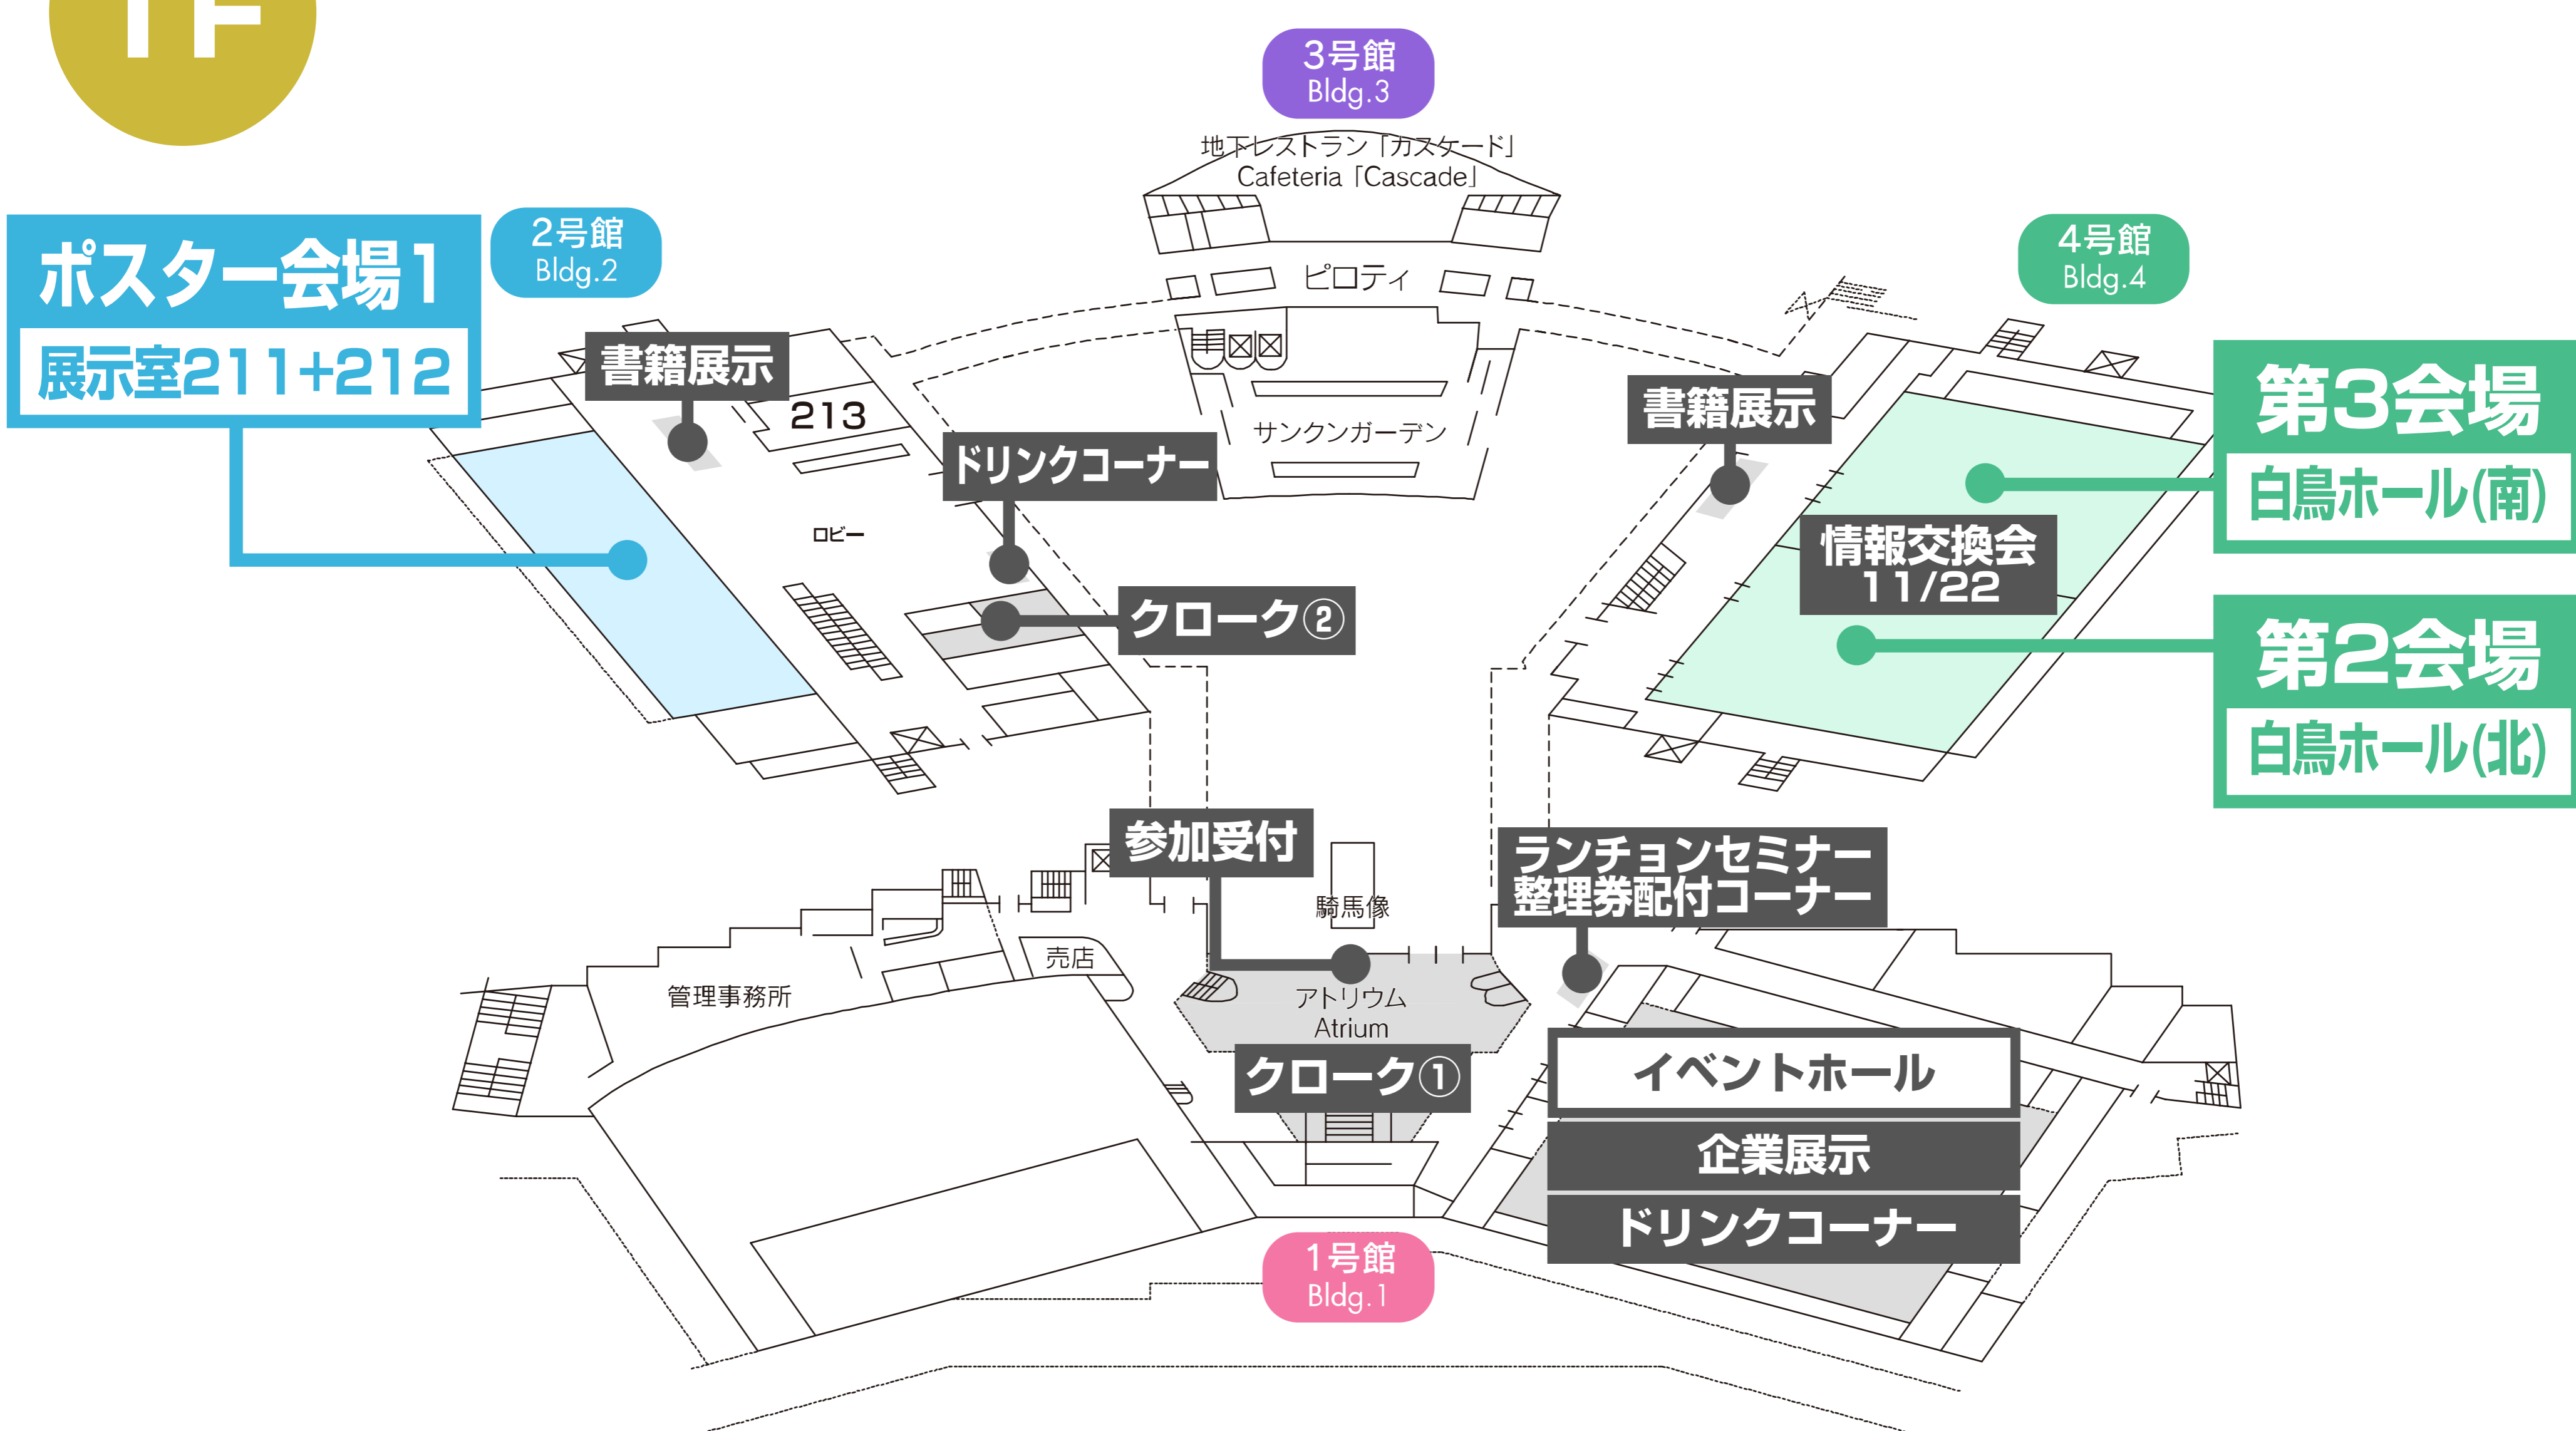 1F
3号館
Bldg.3
地下レストラン「カスケード」
Cafeteria「Cascade」
ピロティ
サンクンガーデン
2号館
Bldg.2
ポスター会場1
展示室211+212
書籍展示
213
ロビー
ドリンクコーナー
クローク②
4号館
Bldg.4
書籍展示
第3会場
白鳥ホール(南)
情報交換会
11/22
第2会場
白鳥ホール(北)
参加受付
騎馬像
ランチョンセミナー
整理券配付コーナー
売店
管理事務所
アトリウム
Atrium
クローク①
イベントホール
企業展示
ドリンクコーナー
1号館
Bldg.1